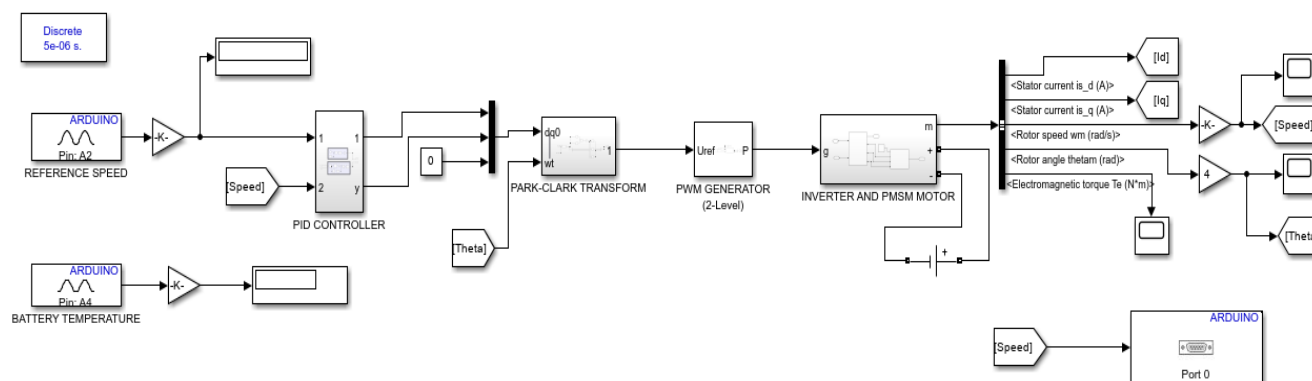 Discrete
5e-06 s.
ARDUINO
Pin: A2
REFERENCE SPEED
-K-
[Speed]
1
2
1
y
PID CONTROLLER
0
[Theta]
dq0
wt
1
PARK-CLARK TRANSFORM
Uref
P
PWM GENERATOR
(2-Level)
g
m
+
-
INVERTER AND PMSM MOTOR
+
<Stator current is_d (A)>
<Stator current is_q (A)>
<Rotor speed wm (rad/s)>
<Rotor angle thetam (rad)>
<Electromagnetic torque Te (N*m)>
[Id]
[Iq]
-K-
[Speed]
4
[Theta
ARDUINO
Pin: A4
BATTERY TEMPERATURE
-K-
[Speed]
ARDUINO
Port 0